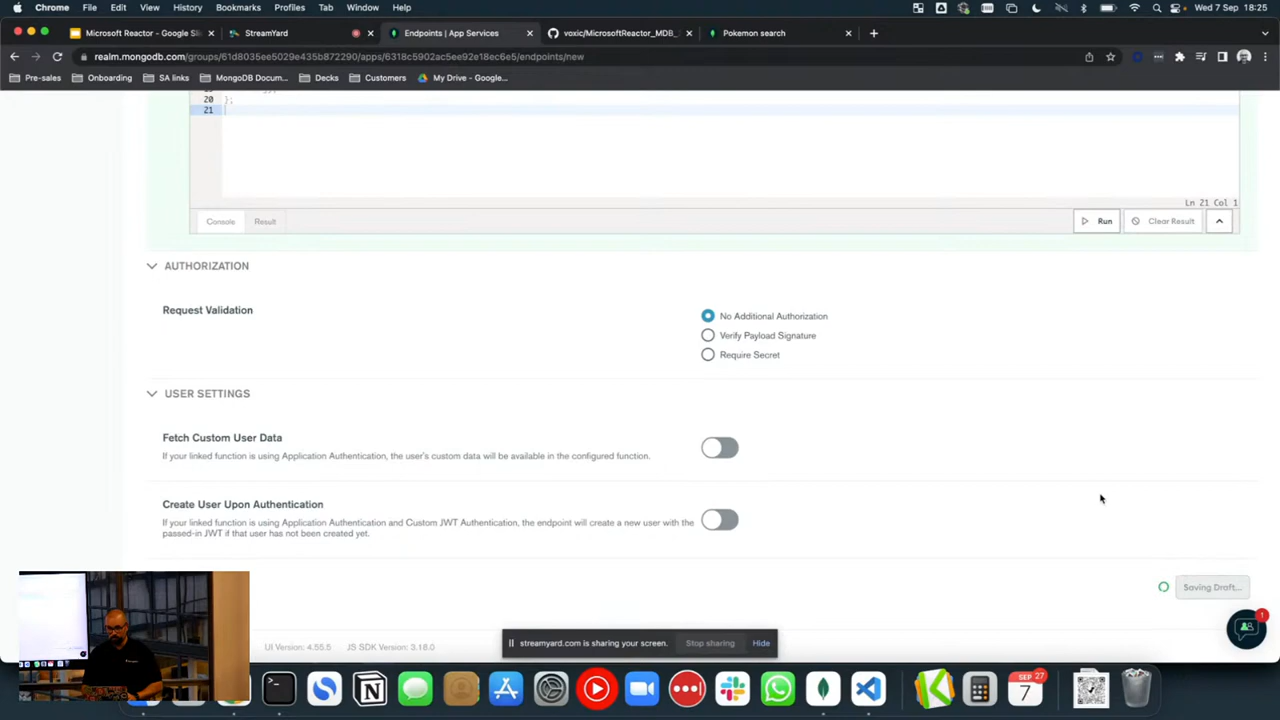 Chrome File Edit View History Bookmarks Profiles Tab Window Help Wed 7 Sep 18:25
Microsoft Reactor - Google Sli StreamYard Endpoints | App Services voxic/MicrosoftReactor_MDB_ Pokemon search
realm.mongodb.com/groups/61d8035ee5029e435b872290/apps/6318c5902ac5ee92e18ec6e5/endpoints/new
Pre-sales Onboarding SA links MongoDB Docum... Decks Customers My Drive - Google...
20 };
21
Ln 21 Col 1
Console Result Run Clear Result
AUTHORIZATION
Request Validation
No Additional Authorization
Verify Payload Signature
Require Secret
USER SETTINGS
Fetch Custom User Data
If your linked function is using Application Authentication, the user's custom data will be available in the configured function.
Create User Upon Authentication
If your linked function is using Application Authentication and Custom JWT Authentication, the endpoint will create a new user with the
passed-in JWT if that user has not been created yet.
Saving Draft...
1
UI Version: 4.55.5 JS SDK Version: 3.18.0
streamyard.com is sharing your screen. Stop sharing Hide
SEP 27
7